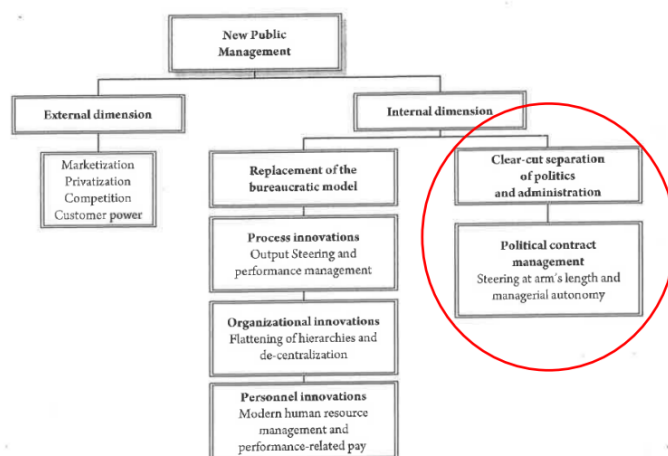 New Public
Management
External dimension
Internal dimension
Marketization
Privatization
Competition
Customer power
Replacement of the
bureaucratic model
Process innovations
Output Steering and
performance management
Organizational innovations
Flattening of hierarchies and
de-centralization
Personnel innovations
Modern human resource
management and
performance-related pay
Clear-cut separation
of politics
and administration
Political contract
management
Steering at arm's length and
managerial autonomy